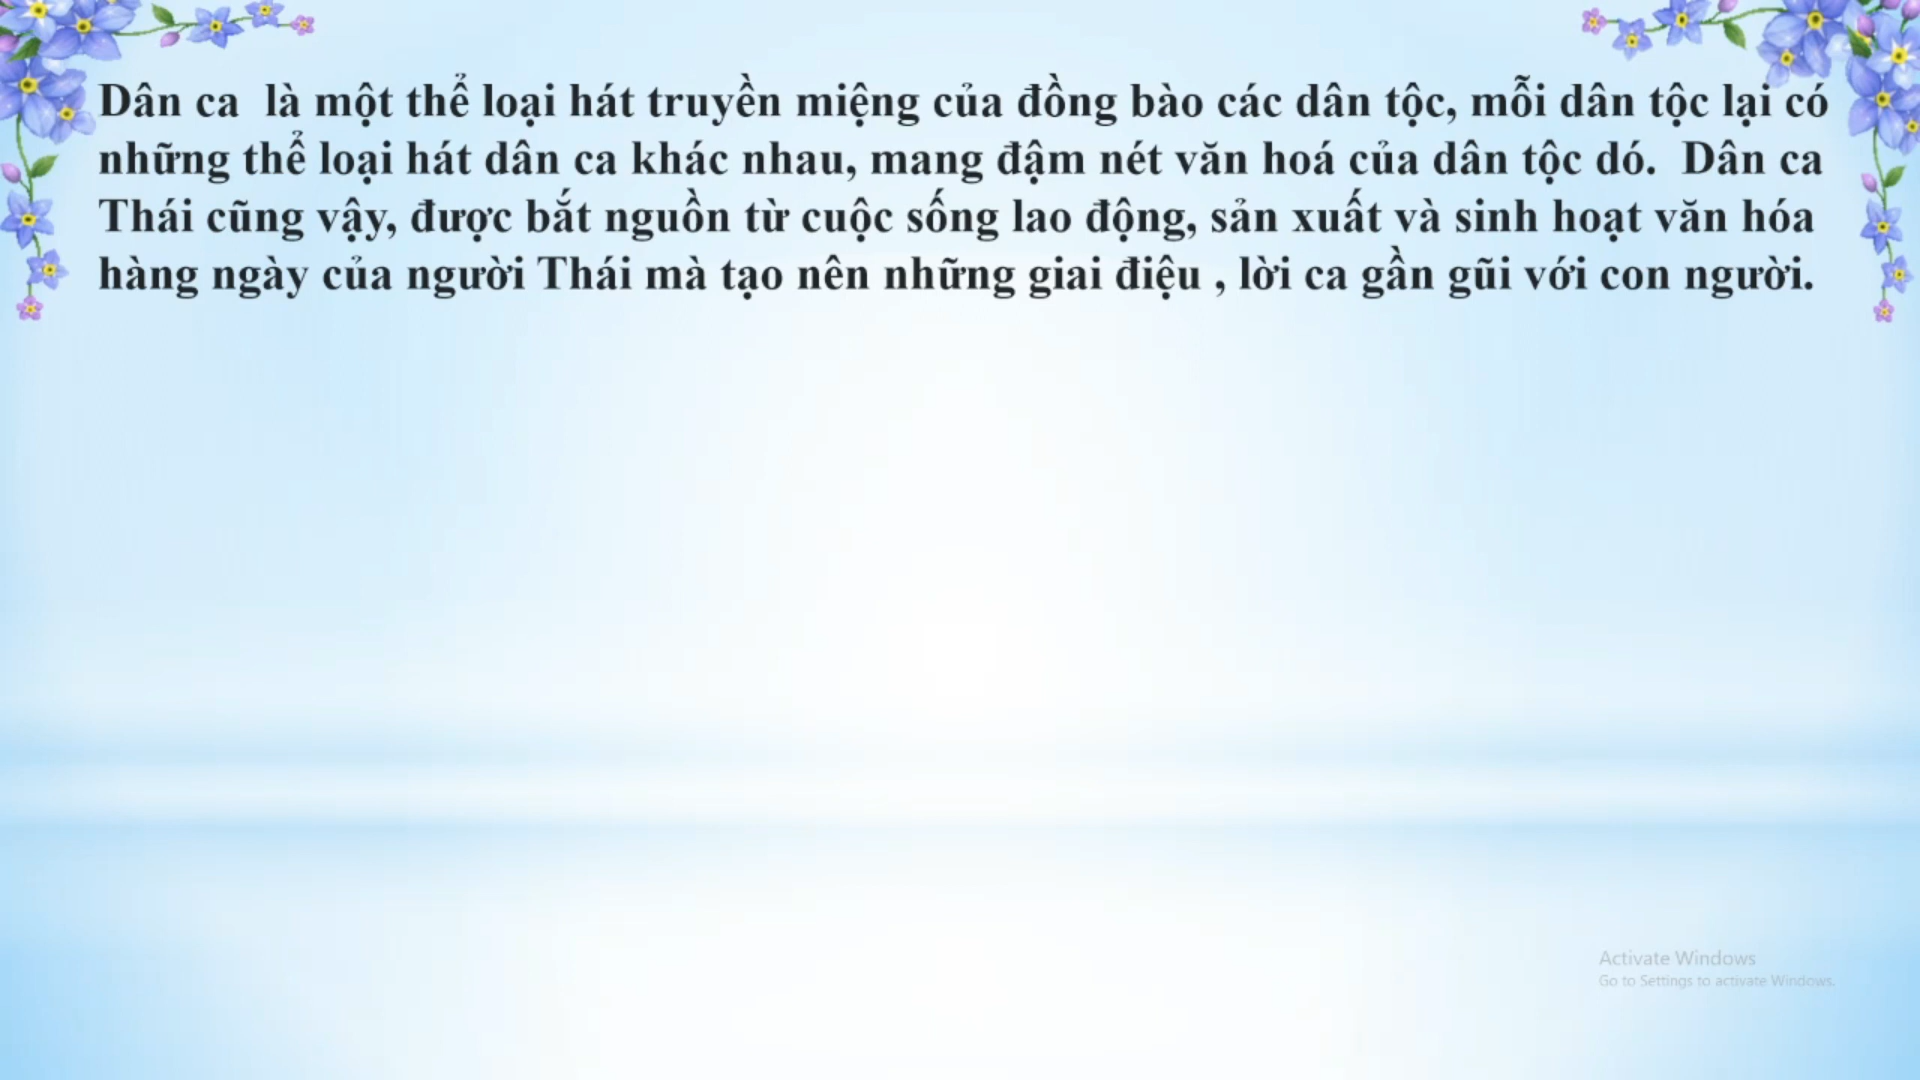 Dân ca  là một thể loại hát truyền miệng của đồng bào các dân tộc, mỗi dân tộc lại có
những thể loại hát dân ca khác nhau, mang đậm nét văn hoá của dân tộc dó.  Dân ca
Thái cũng vậy, được bắt nguồn từ cuộc sống lao động, sản xuất và sinh hoạt văn hóa
hàng ngày của người Thái mà tạo nên những giai điệu , lời ca gần gũi với con người.
Activate Windows
Go to Settings to activate Windows.